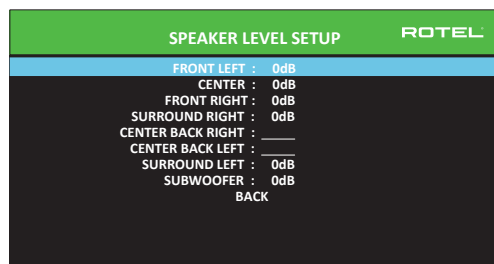 SPEAKER LEVEL SETUP
ROTEL
FRONT LEFT : 0dB
CENTER : 0dB
FRONT RIGHT : 0dB
SURROUND RIGHT : 0dB
CENTER BACK RIGHT : _____
CENTER BACK LEFT : _____
SURROUND LEFT : 0dB
SUBWOOFER : 0dB
BACK